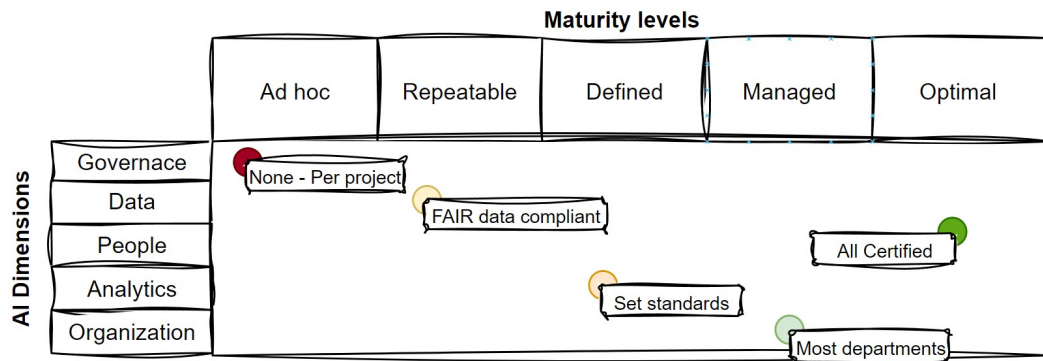 Maturity levels
Ad hoc
Repeatable
Defined
Managed
Optimal
AI Dimensions
Governace
None - Per project
Data
FAIR data compliant
People
All Certified
Analytics
Set standards
Organization
Most departments